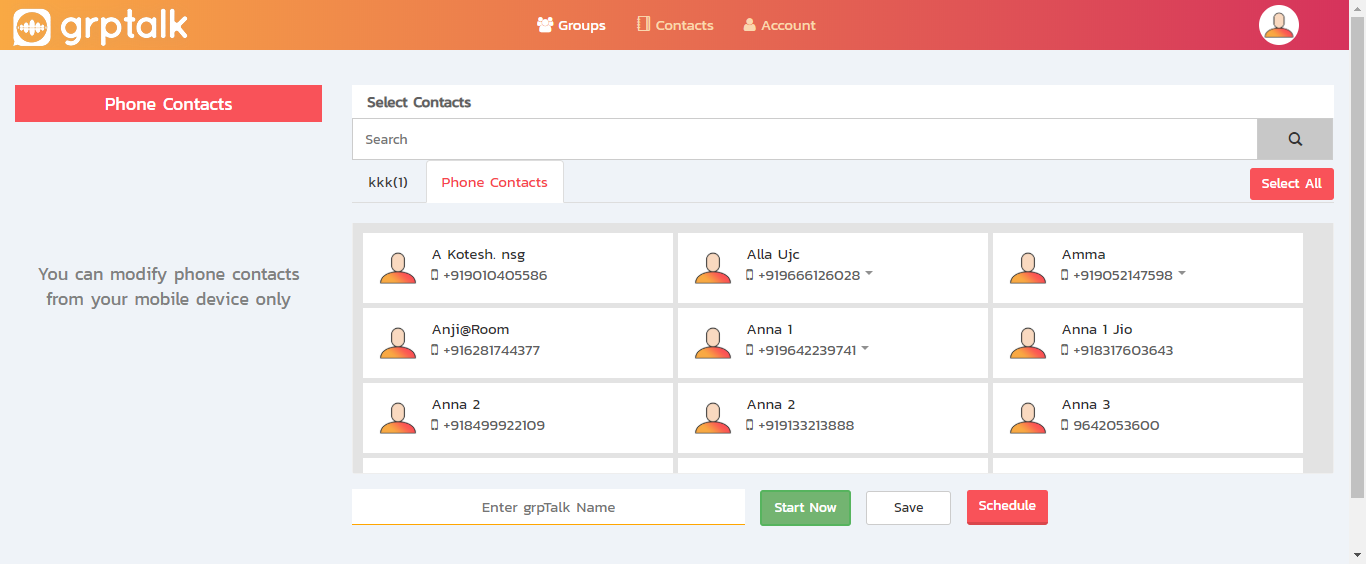 grptalk
Groups
Contacts
Account
Phone Contacts
You can modify phone contacts
from your mobile device only
Select Contacts
Search
kkk(1)
Phone Contacts
Select All
A Kotesh. nsg
+919010405586
Alla Ujc
+919666126028
Amma
+919052147598
Anji@Room
+916281744377
Anna 1
+919642239741
Anna 1 Jio
+918317603643
Anna 2
+918499922109
Anna 2
+919133213888
Anna 3
9642053600
Enter grpTalk Name
Start Now
Save
Schedule